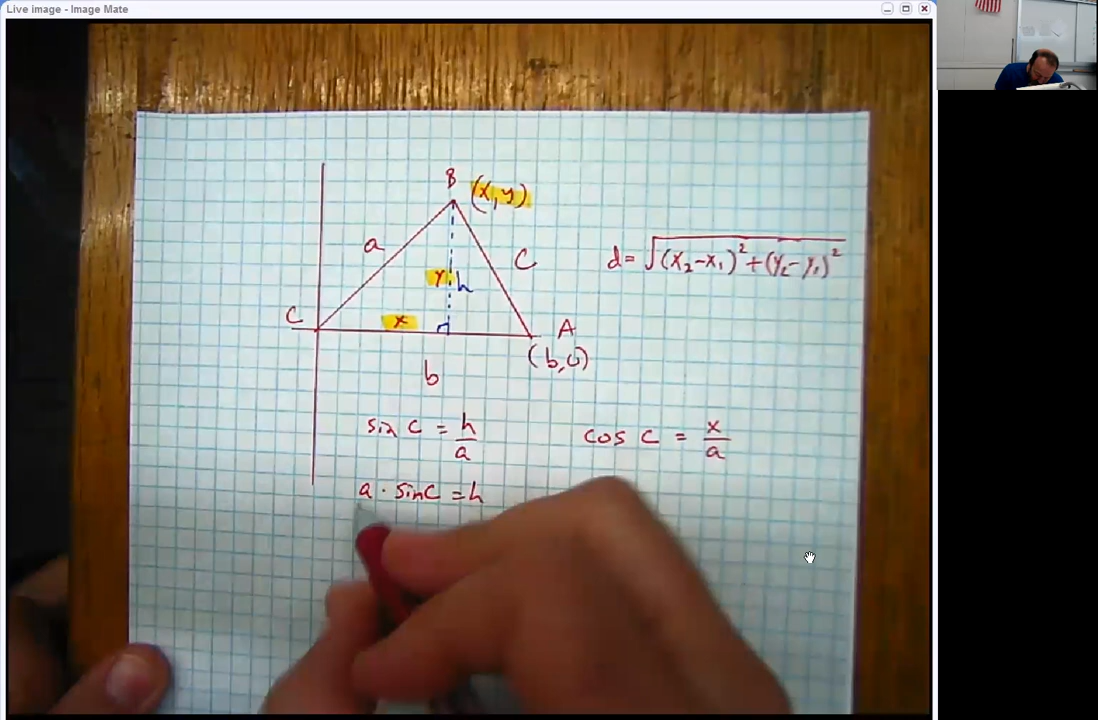 Live image - Image Mate
B (x, y)
a
C
y h
d = √(x₂-x₁)²+(y₂-y₁)²
C
x
A
(b,0)
b
sin C = h/a
cos C = x/a
a · sin C = h